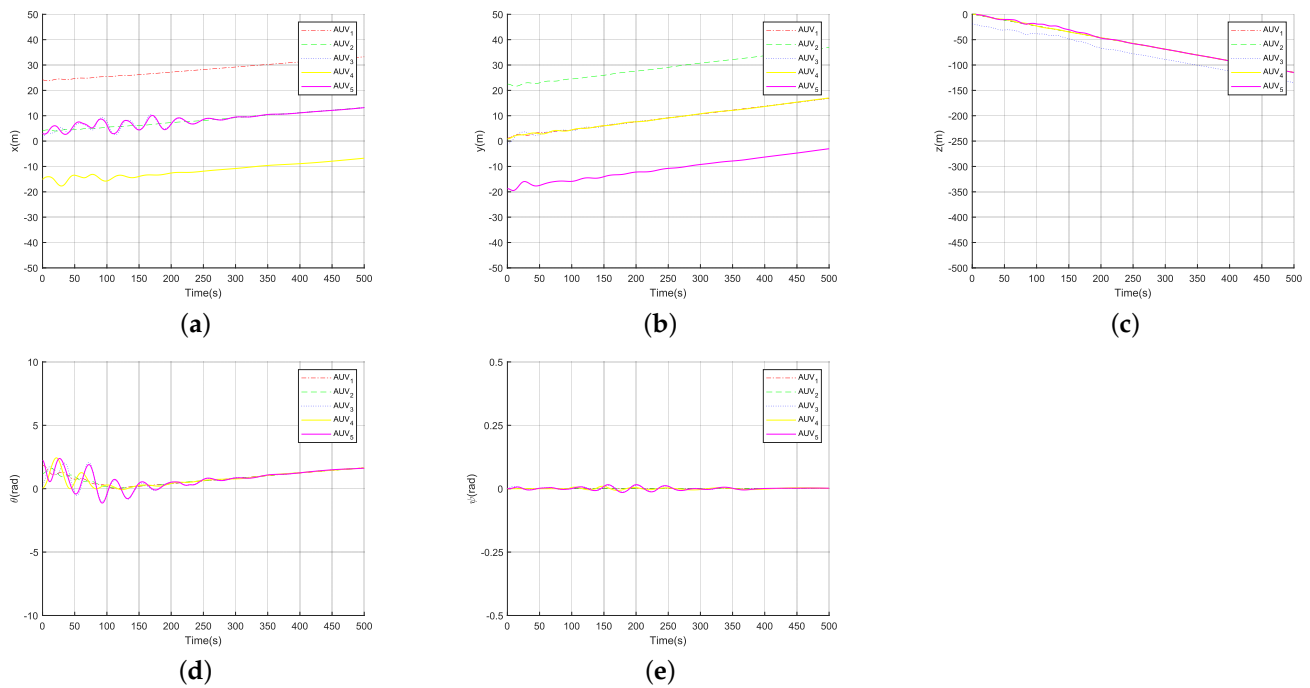 50
40
30
20
10
0
-10
-20
-30
-40
-50
x(m)
0 50 100 150 200 250 300 350 400 450 500
Time(s)
AUV1
AUV2
AUV3
AUV4
AUV5
(a)
50
40
30
20
10
0
-10
-20
-30
-40
-50
y(m)
0 50 100 150 200 250 300 350 400 450 500
Time(s)
AUV1
AUV2
AUV3
AUV4
AUV5
(b)
0
-50
-100
-150
-200
-250
-300
-350
-400
-450
-500
z(m)
0 50 100 150 200 250 300 350 400 450 500
Time(s)
AUV1
AUV2
AUV3
AUV4
AUV5
(c)
10
5
0
-5
-10
θ(rad)
0 50 100 150 200 250 300 350 400 450 500
Time(s)
AUV1
AUV2
AUV3
AUV4
AUV5
(d)
0.5
0.25
0
-0.25
-0.5
ψ(rad)
0 50 100 150 200 250 300 350 400 450 500
Time(s)
AUV1
AUV2
AUV3
AUV4
AUV5
(e)